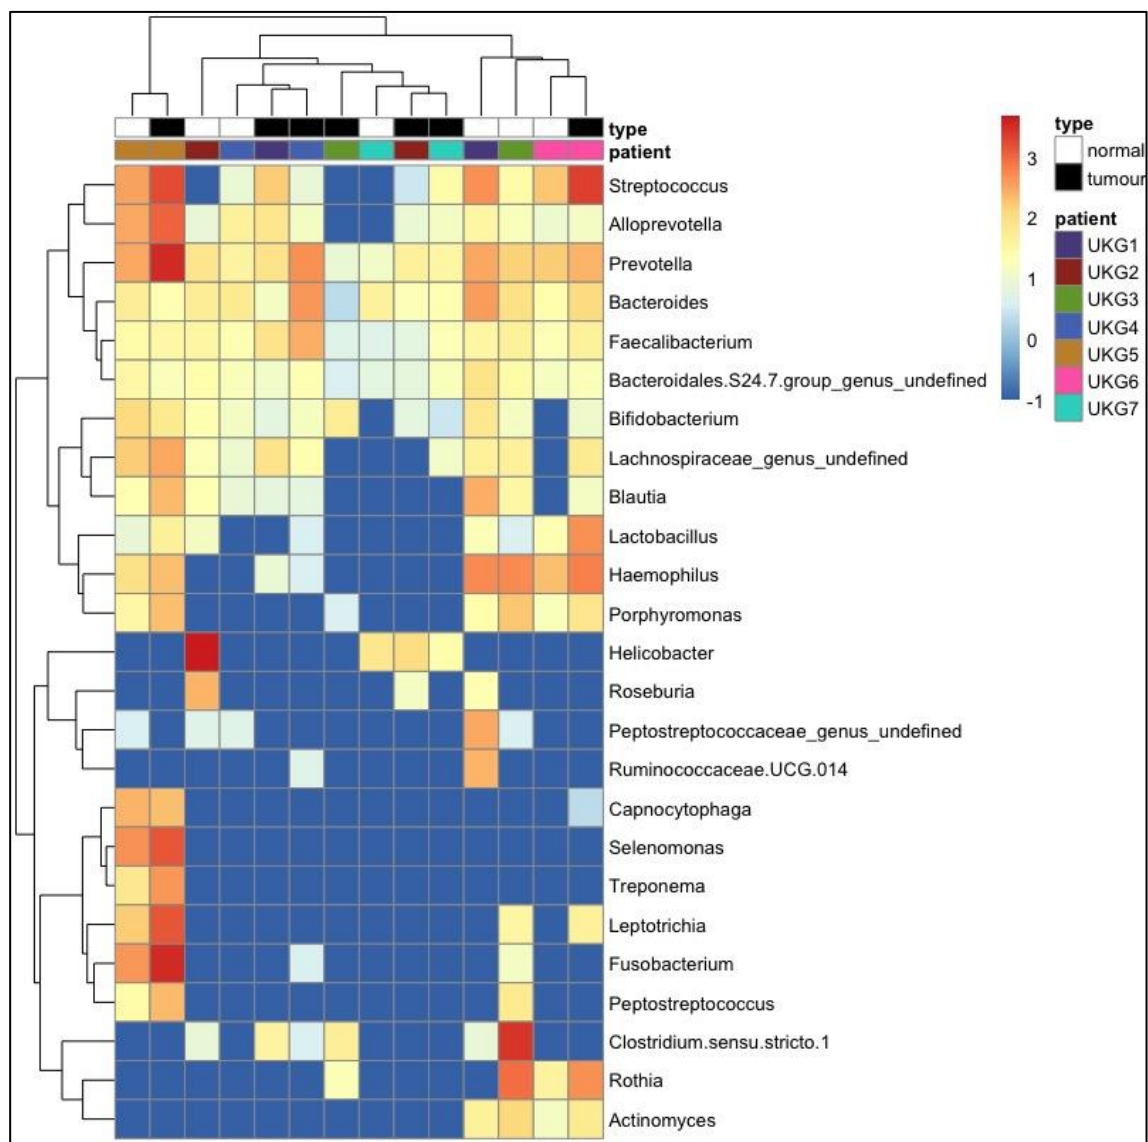 type
patient
Streptococcus
Alloprevotella
Prevotella
Bacteroides
Faecalibacterium
Bacteroidales.S24.7.group_genus_undefined
Bifidobacterium
Lachnospiraceae_genus_undefined
Blautia
Lactobacillus
Haemophilus
Porphyromonas
Helicobacter
Roseburia
Peptostreptococcaceae_genus_undefined
Ruminococcaceae.UCG.014
Capnocytophaga
Selenomonas
Treponema
Leptotrichia
Fusobacterium
Peptostreptococcus
Clostridium.sensu.stricto.1
Rothia
Actinomyces
3
2
1
0
-1
type
normal
tumour
patient
UKG1
UKG2
UKG3
UKG4
UKG5
UKG6
UKG7